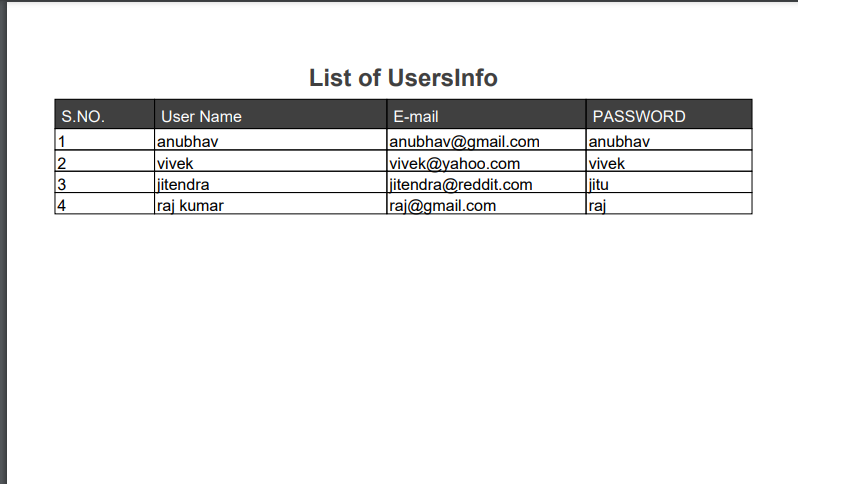 List of UsersInfo
S.NO. User Name E-mail PASSWORD
1 anubhav anubhav@gmail.com anubhav
2 vivek vivek@yahoo.com vivek
3 jitendra jitendra@reddit.com jitu
4 raj kumar raj@gmail.com raj